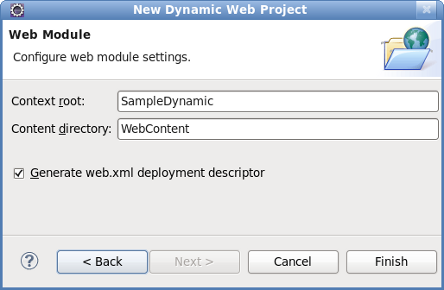 New Dynamic Web Project
Web Module
Configure web module settings.
Context root: SampleDynamic
Content directory: WebContent
Generate web.xml deployment descriptor
? < Back Next > Cancel Finish